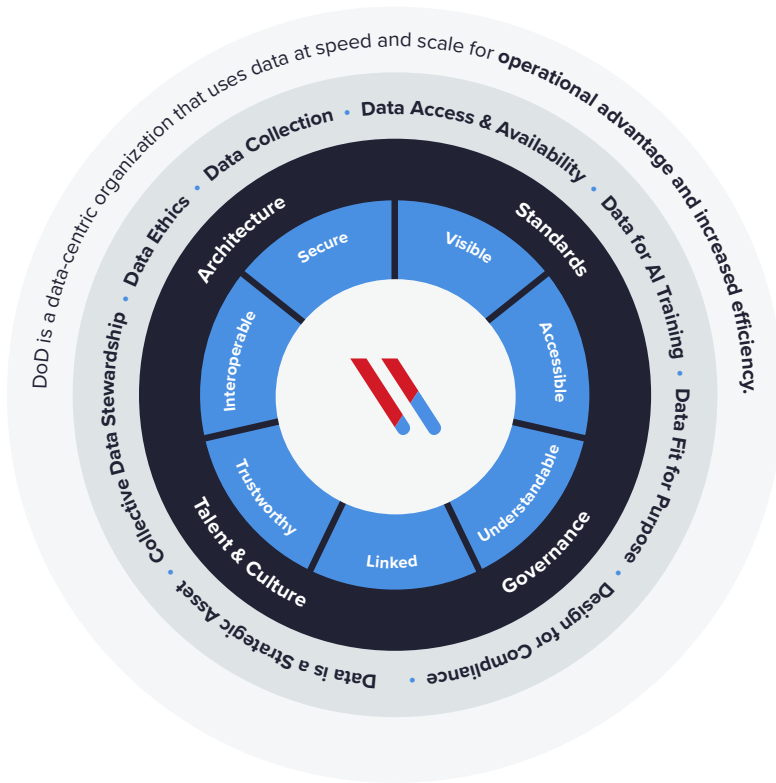 DoD is a data-centric organization that uses data at speed and scale for operational advantage and increased efficiency.
Data is a Strategic Asset • Collective Data Stewardship • Data Ethics • Data Collection • Data Access & Availability • Data for AI Training • Data Fit for Purpose • Design for Compliance •
Architecture
Standards
Governance
Talent & Culture
Secure
Visible
Accessible
Understandable
Linked
Trustworthy
Interoperable